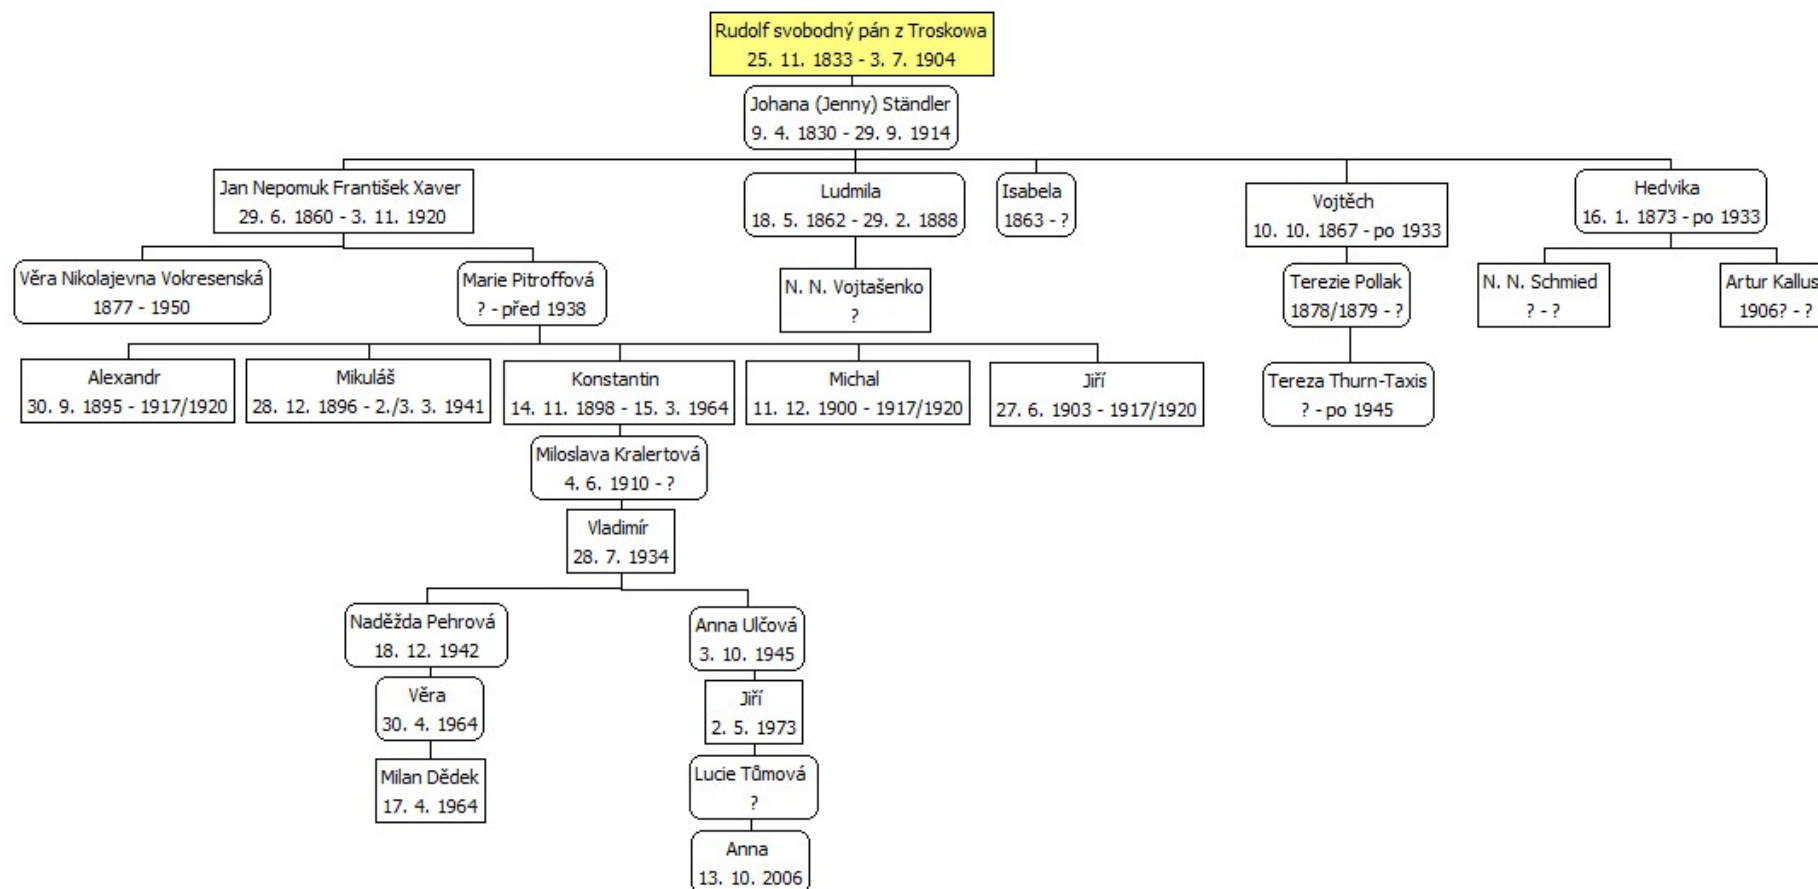 Rudolf svobodný pán z Troskowa
25. 11. 1833 - 3. 7. 1904
Johana (Jenny) Ständler
9. 4. 1830 - 29. 9. 1914
Jan Nepomuk František Xaver
29. 6. 1860 - 3. 11. 1920
Ludmila
18. 5. 1862 - 29. 2. 1888
Isabela
1863 - ?
Vojtěch
10. 10. 1867 - po 1933
Hedvika
16. 1. 1873 - po 1933
Věra Nikolajevna Vokresenská
1877 - 1950
Marie Pitroffová
? - před 1938
N. N. Vojtašenko
?
Terezie Pollak
1878/1879 - ?
N. N. Schmied
? - ?
Artur Kallus
1906? - ?
Alexandr
30. 9. 1895 - 1917/1920
Mikuláš
28. 12. 1896 - 2./3. 3. 1941
Konstantin
14. 11. 1898 - 15. 3. 1964
Michal
11. 12. 1900 - 1917/1920
Jiří
27. 6. 1903 - 1917/1920
Tereza Thurn-Taxis
? - po 1945
Miloslava Kralertová
4. 6. 1910 - ?
Vladimír
28. 7. 1934
Naděžda Pehrová
18. 12. 1942
Anna Ulčová
3. 10. 1945
Věra
30. 4. 1964
Jiří
2. 5. 1973
Milan Dědek
17. 4. 1964
Lucie Tůmová
?
Anna
13. 10. 2006